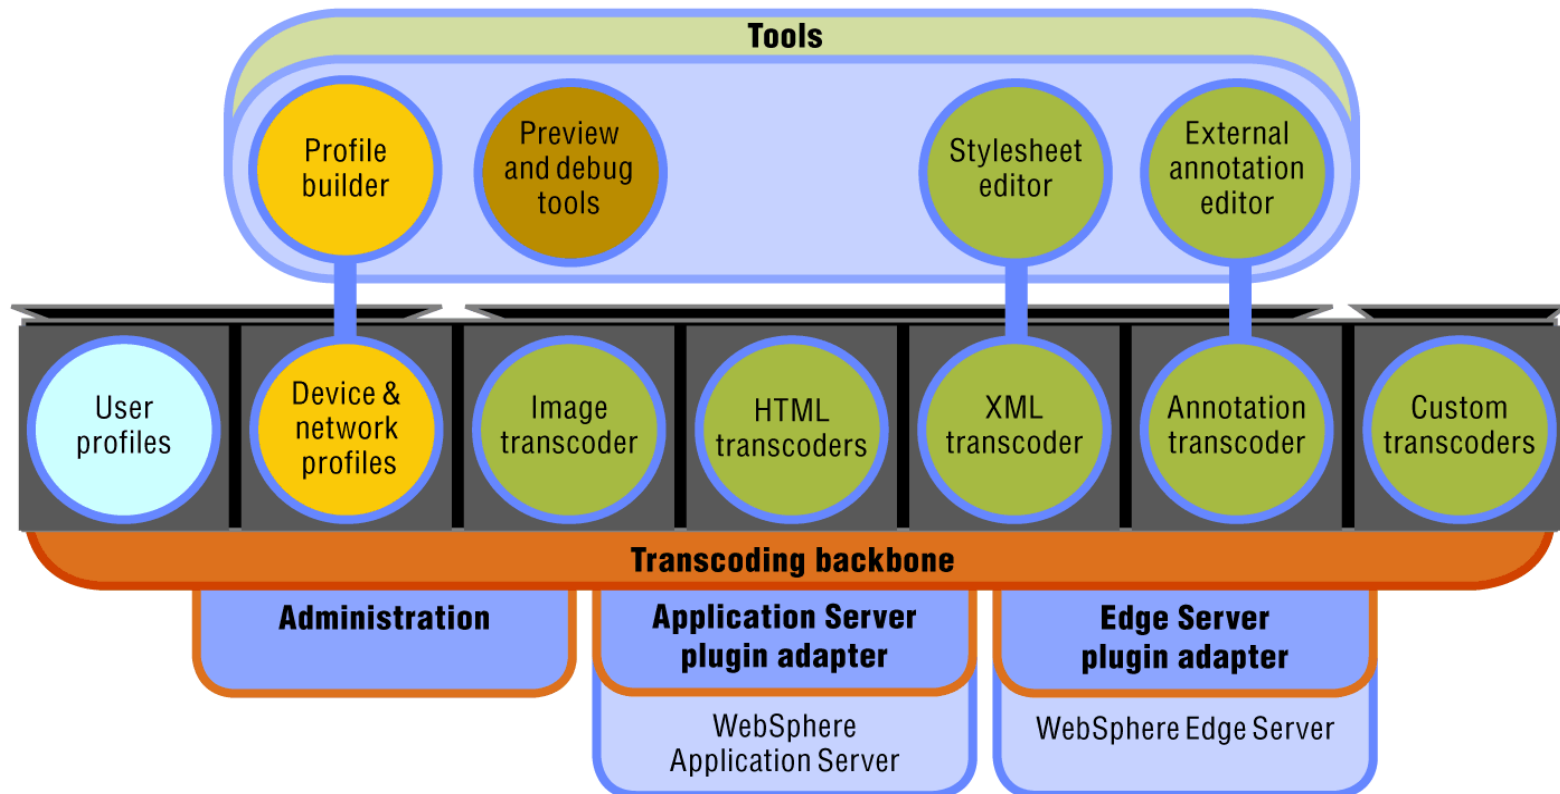 Tools
Profile
builder
Preview
and debug
tools
Stylesheet
editor
External
annotation
editor
User
profiles
Device &
network
profiles
Image
transcoder
HTML
transcoders
XML
transcoder
Annotation
transcoder
Custom
transcoders
Transcoding backbone
Administration
Application Server
plugin adapter
Edge Server
plugin adapter
WebSphere
Application Server
WebSphere Edge Server